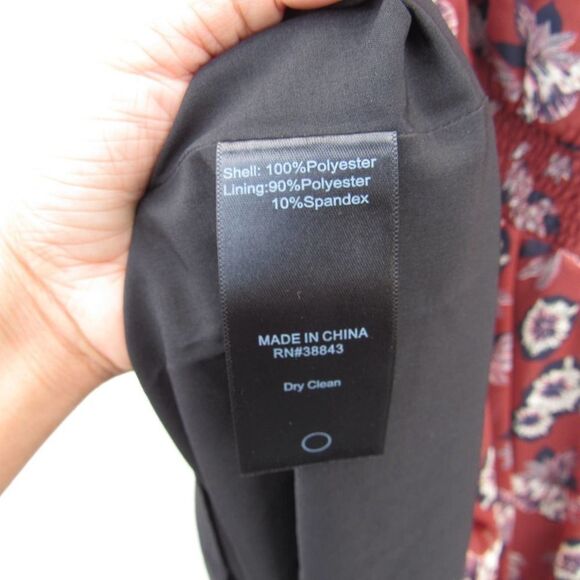 Shell: 100%Polyester
Lining:90%Polyester
10%Spandex
MADE IN CHINA
RN#38843
Dry Clean